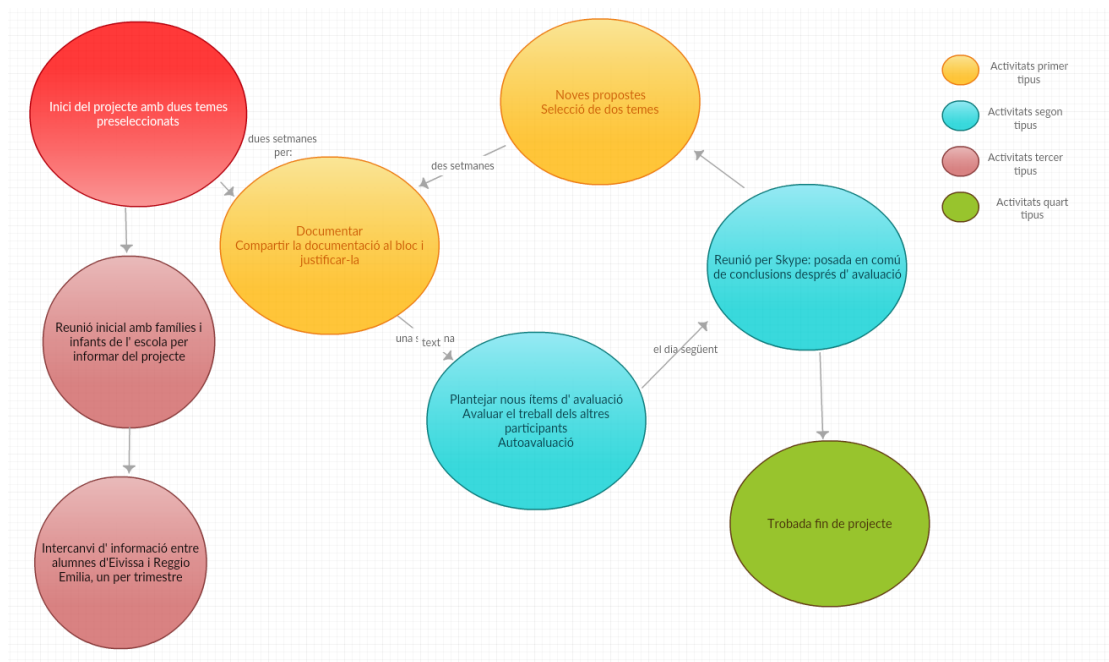 Inici del projecte amb dues temes
preseleccionats
dues setmanes
per:
Noves propostes
Selecció de dos temes
des setmanes
Documentar
Compartir la documentació al bloc i
justificar-la
Reunió inicial amb famílies i
infants de l' escola per
informar del projecte
Intercanvi d' informació entre
alumnes d'Eivissa i Reggio
Emilia, un per trimestre
una s
text
na
Plantejar nous ítems d' avaluació
Avaluar el treball dels altres
participants
Autoavaluació
el dia següent
Reunió per Skype: posada en comú
de conclusions després d' avaluació
Trobada fin de projecte
Activitats primer
tipus
Activitats segon
tipus
Activitats tercer
tipus
Activitats quart
tipus